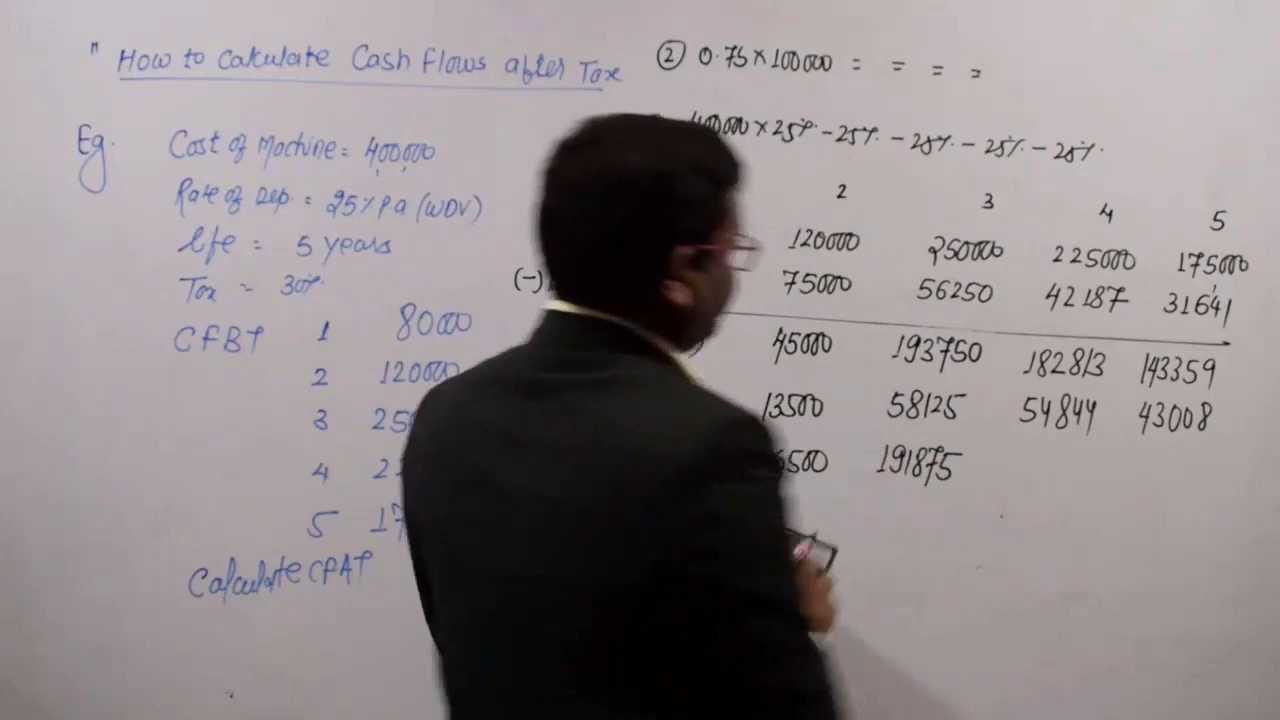 " How to Calculate Cash Flows after Tax
Eg. Cost of Machine = 400,000
Rate of Dep. = 25% Pa (WDV)
life = 5 years
Tax = 30%
CFBT 1 80000
2 120000
3 25
4 2
5 17
Calculate CFAT
② 0.75 × 100000 = = = =
400000 × 25% - 25% - 25% - 25% - 25%
2 3 4 5
120000 250000 225000 175000
(-) 75000 56250 42187 31641
45000 193750 182813 143359
13500 58125 54844 43008
6500 191875